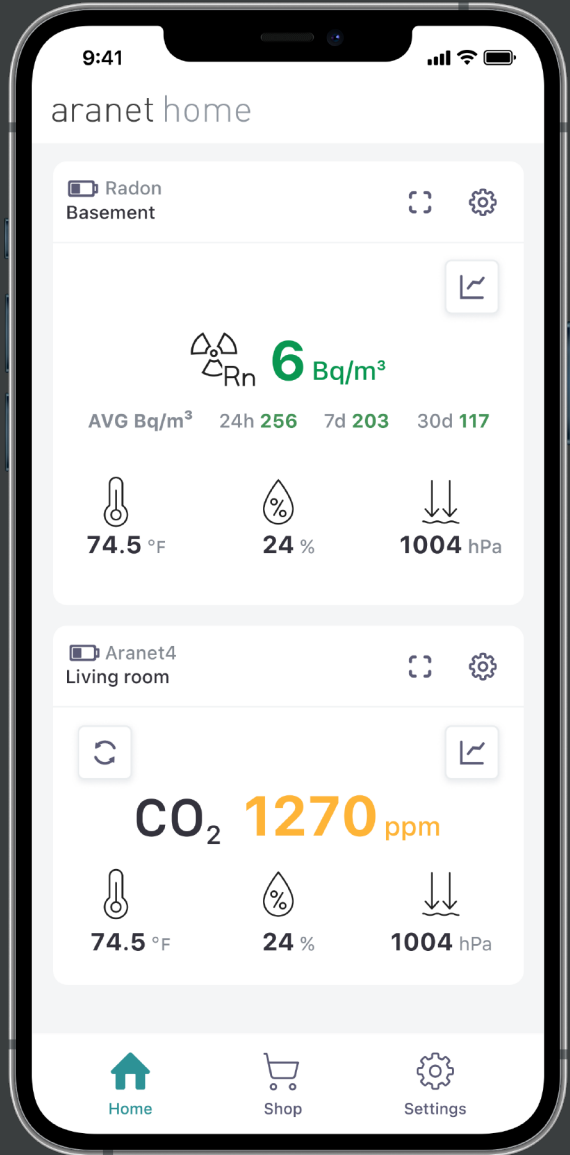 9:41
aranet home
Radon
Basement
Rn 6 Bq/m³
AVG Bq/m³ 24h 256 7d 203 30d 117
%
74.5 °F 24 % 1004 hPa
Aranet4
Living room
CO₂ 1270 ppm
%
74.5 °F 24 % 1004 hPa
Home Shop Settings